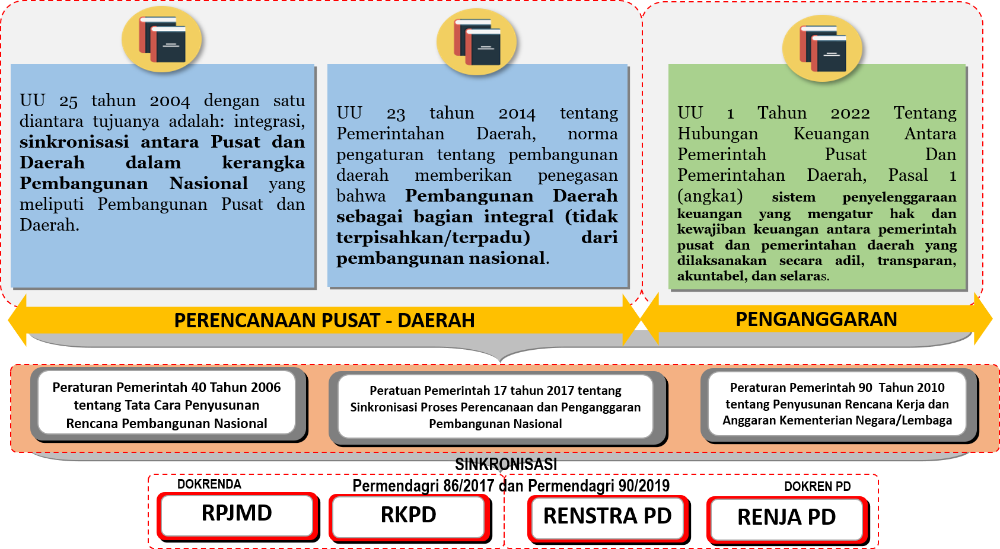 UU 25 tahun 2004 dengan satu
diantara tujuanya adalah: integrasi,
sinkronisasi antara Pusat dan
Daerah dalam kerangka
Pembangunan Nasional yang
meliputi Pembangunan Pusat dan
Daerah.
UU 23 tahun 2014 tentang
Pemerintahan Daerah, norma
pengaturan tentang pembangunan
daerah memberikan penegasan
bahwa Pembangunan Daerah
sebagai bagian integral (tidak
terpisahkan/terpadu) dari
pembangunan nasional.
UU 1 Tahun 2022 Tentang
Hubungan Keuangan Antara
Pemerintah Pusat Dan
Pemerintahan Daerah, Pasal 1
(angka1) sistem penyelenggaraan
keuangan yang mengatur hak dan
kewajiban keuangan antara pemerintah
pusat dan pemerintahan daerah yang
dilaksanakan secara adil, transparan,
akuntabel, dan selaras.
PERENCANAAN PUSAT - DAERAH
PENGANGGARAN
Peraturan Pemerintah 40 Tahun 2006
tentang Tata Cara Penyusunan
Rencana Pembangunan Nasional
Peratuan Pemerintah 17 tahun 2017 tentang
Sinkronisasi Proses Perencanaan dan Penganggaran
Pembangunan Nasional
Peraturan Pemerintah 90 Tahun 2010
tentang Penyusunan Rencana Kerja dan
Anggaran Kementerian Negara/Lembaga
SINKRONISASI
Permendagri 86/2017 dan Permendagri 90/2019
DOKRENDA
DOKREN PD
RPJMD
RKPD
RENSTRA PD
RENJA PD